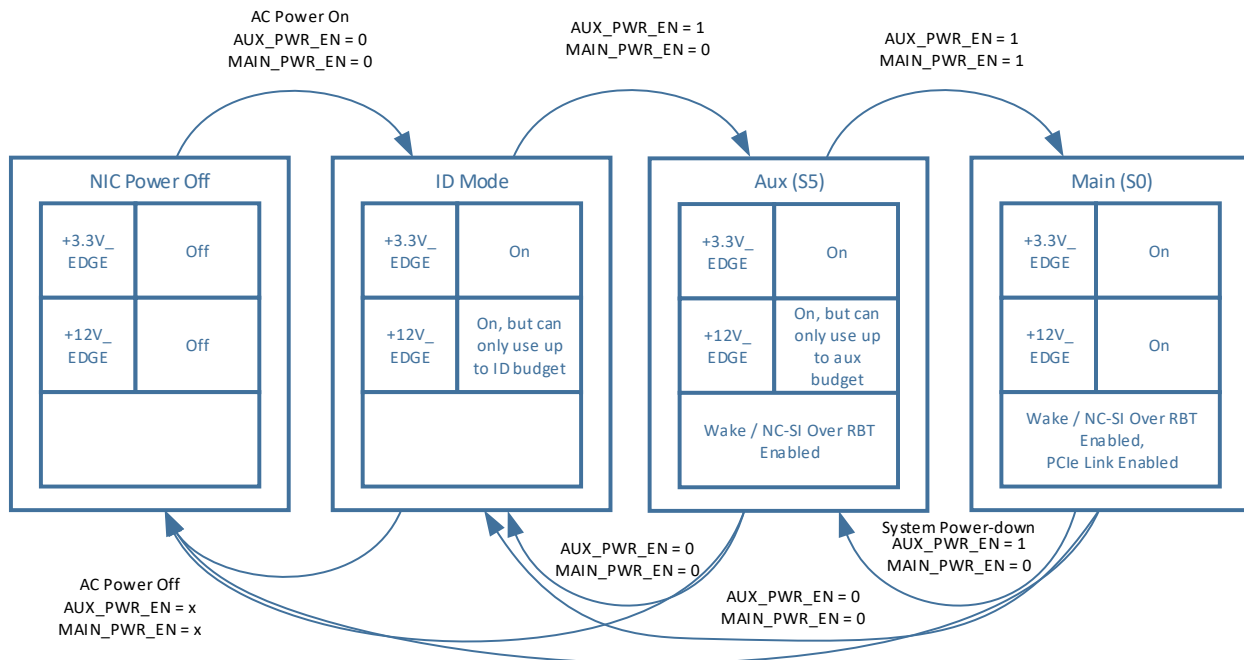 AC Power On
AUX_PWR_EN = 0
MAIN_PWR_EN = 0
AUX_PWR_EN = 1
MAIN_PWR_EN = 0
AUX_PWR_EN = 1
MAIN_PWR_EN = 1
NIC Power Off
+3.3V_
EDGE
Off
+12V_
EDGE
Off
ID Mode
+3.3V_
EDGE
On
+12V_
EDGE
On, but can
only use up
to ID budget
Aux (S5)
+3.3V_
EDGE
On
+12V_
EDGE
On, but can
only use up
to aux
budget
Wake / NC-SI Over RBT
Enabled
Main (S0)
+3.3V_
EDGE
On
+12V_
EDGE
On
Wake / NC-SI Over RBT
Enabled,
PCIe Link Enabled
AC Power Off
AUX_PWR_EN = x
MAIN_PWR_EN = x
AUX_PWR_EN = 0
MAIN_PWR_EN = 0
System Power-down
AUX_PWR_EN = 1
MAIN_PWR_EN = 0
AUX_PWR_EN = 0
MAIN_PWR_EN = 0